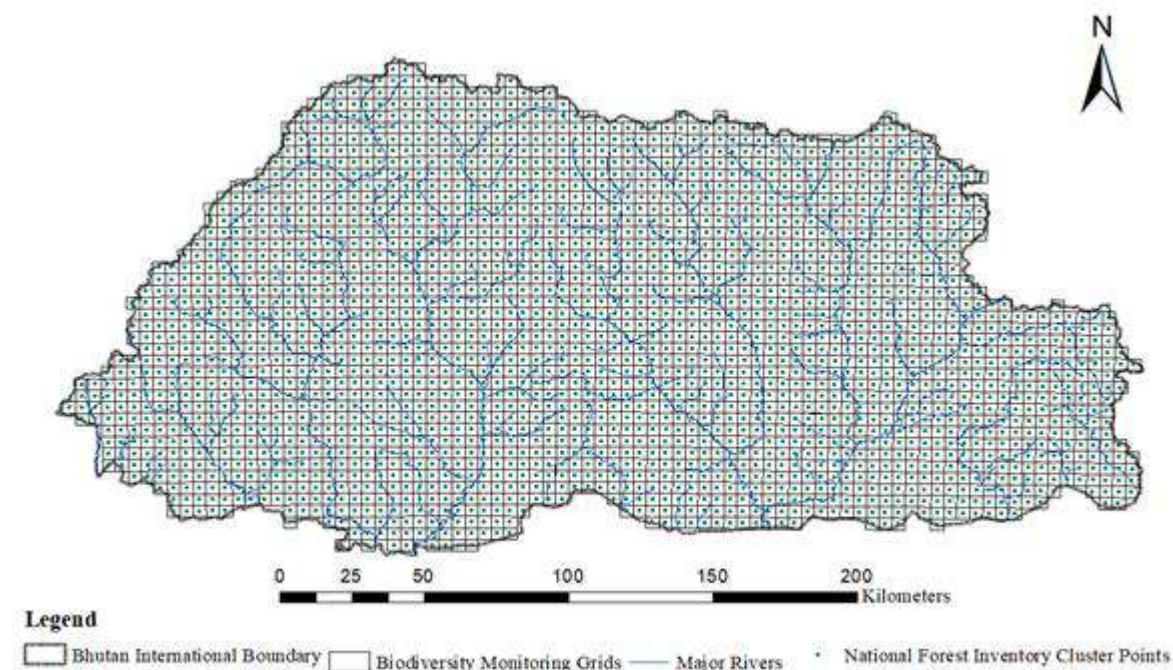 N
0 25 50 100 150 200
Kilometers
Legend
Bhutan International Boundary Biodiversity Monitoring Grids Major Rivers National Forest Inventory Cluster Points